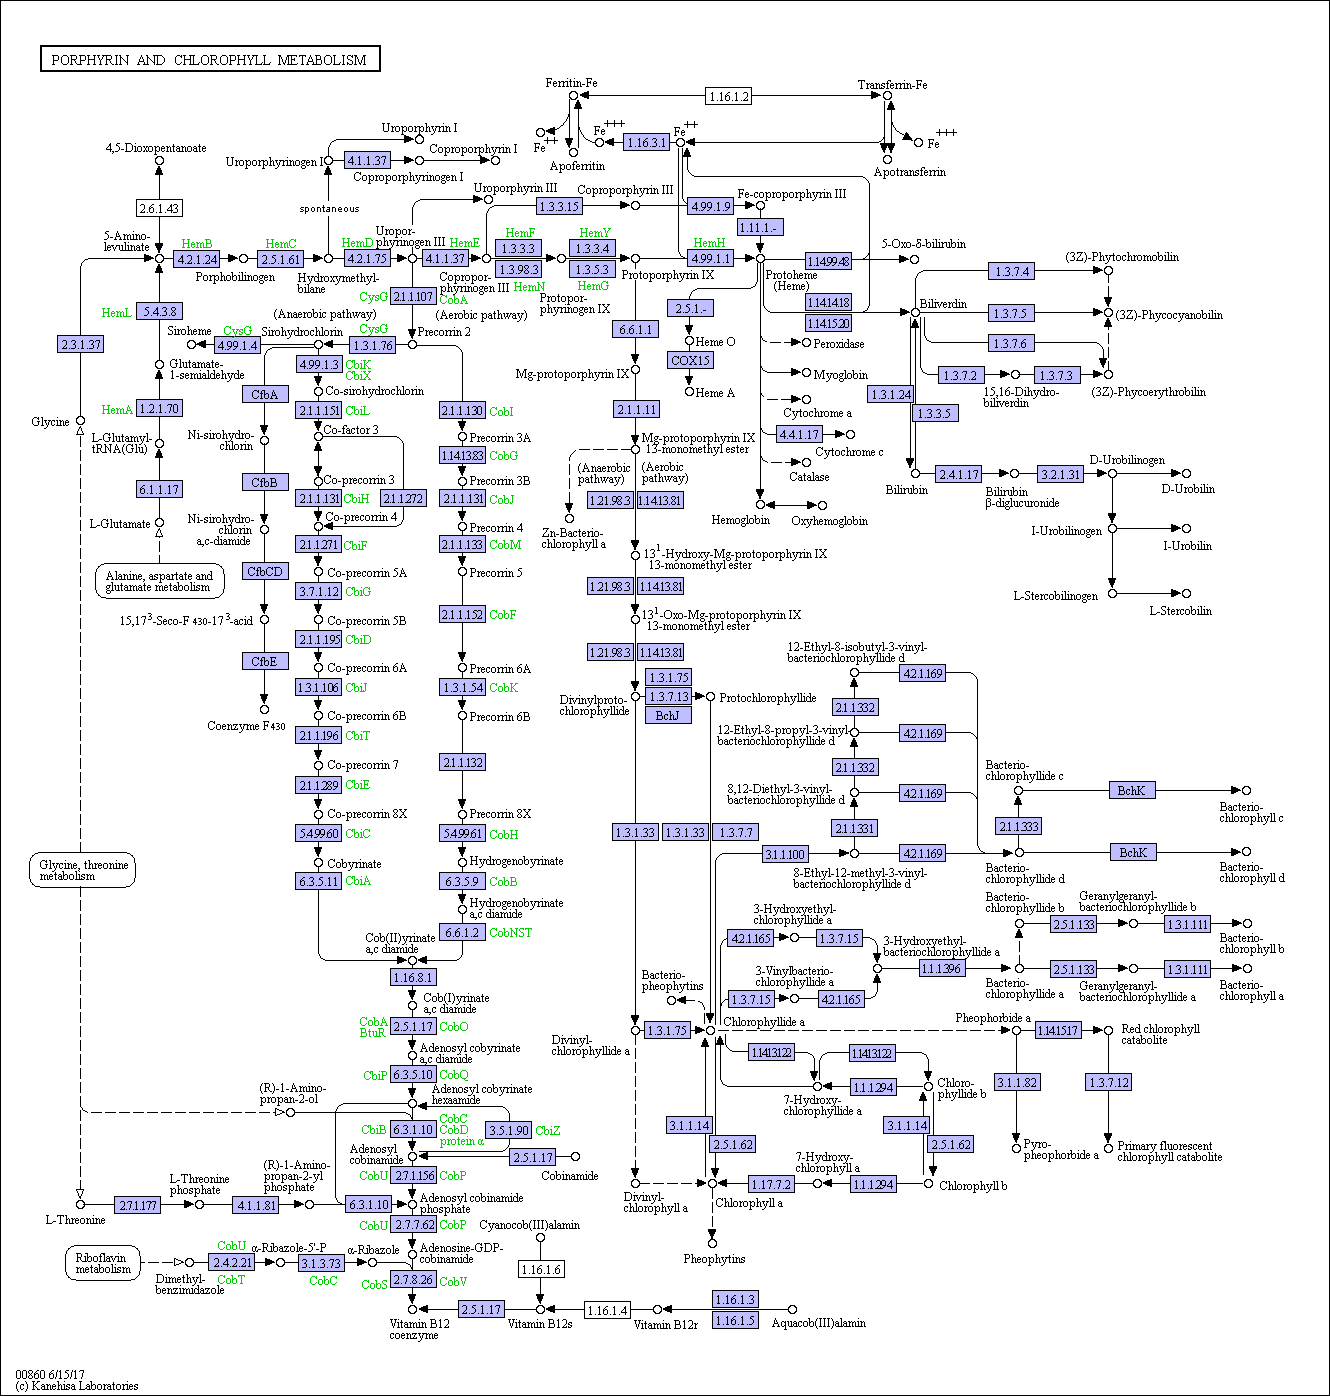 PORPHYRIN AND CHLOROPHYLL METABOLISM
Ferritin-Fe
1.16.1.2
Transferrin-Fe
Uroporphyrin I
Fe+++
1.16.3.1
Fe++
Fe++
Fe+++
4,5-Dioxopentanoate
Uroporphyrinogen I
4.1.1.37
Coproporphyrin I
Apoferritin
Apotransferrin
Coproporphyrinogen I
Uroporphyrin III
Coproporphyrin III
Fe-coproporphyrin III
2.6.1.43
spontaneous
1.3.3.15
4.99.1.9
1.11.1.-
5-Amino-
levulinate
HemB
HemC
HemD
Uropor-
phyrinogen III
HemE
HemF
HemY
HemH
5-Oxo-δ-bilirubin
4.2.1.24
2.5.1.61
4.2.1.75
4.1.1.37
1.3.3.3
1.3.3.4
4.99.1.1
1.14.99.48
(3Z)-Phytochromobilin
1.3.98.3
1.3.5.3
1.3.7.4
Porphobilinogen
Hydroxymethyl-
bilane
Copropor-
phyrinogen III
HemN
HemG
Protopor-
phyrinogen IX
Protoporphyrin IX
Protoheme
(Heme)
CysG
2.1.1.107
CobA
1.14.14.18
1.14.15.20
Biliverdin
HemL
5.4.3.8
(Anaerobic pathway)
(Aerobic pathway)
2.5.1.-
1.3.7.5
(3Z)-Phycocyanobilin
Siroheme
CysG
Sirohydrochlorin
CysG
Precorrin 2
6.6.1.1
Heme O
Peroxidase
1.3.7.6
2.3.1.37
4.99.1.4
1.3.1.76
Glutamate-
1-semialdehyde
4.99.1.3
CbiK
CbiX
COX15
Mg-protoporphyrin IX
Myoglobin
1.3.7.2
15,16-Dihydro-
biliverdin
1.3.7.3
(3Z)-Phycoerythrobilin
CfbA
Co-sirohydrochlorin
Heme A
1.3.1.24
HemA
1.2.1.70
2.1.1.151
CbiL
2.1.1.130
CobI
2.1.1.11
Cytochrome a
1.3.3.5
Glycine
L-Glutamyl-
tRNA(Glu)
Ni-sirohydro-
chlorin
Co-factor 3
Precorrin 3A
Mg-protoporphyrin IX
13-monomethyl ester
4.4.1.17
Cytochrome c
1.14.13.83
CobG
(Anaerobic
pathway)
(Aerobic
pathway)
Catalase
D-Urobilinogen
6.1.1.17
CfbB
Co-precorrin 3
Precorrin 3B
Bilirubin
2.4.1.17
Bilirubin
β-diglucuronide
3.2.1.31
D-Urobilin
2.1.1.131
CbiH
2.1.1.272
2.1.1.131
CobJ
1.21.98.3
1.14.13.81
L-Glutamate
Ni-sirohydro-
chlorin
a,c-diamide
Co-precorrin 4
Precorrin 4
Zn-Bacterio-
chlorophyll a
Hemoglobin
Oxyhemoglobin
I-Urobilinogen
I-Urobilin
2.1.1.271
CbiF
2.1.1.133
CobM
13¹-Hydroxy-Mg-protoporphyrin IX
13-monomethyl ester
Alanine, aspartate and
glutamate metabolism
CfbCD
Co-precorrin 5A
Precorrin 5
3.7.1.12
CbiG
1.21.98.3
1.14.13.81
L-Stercobilinogen
L-Stercobilin
15,17³-Seco-F 430-17³-acid
Co-precorrin 5B
2.1.1.152
CobF
13¹-Oxo-Mg-protoporphyrin IX
13-monomethyl ester
2.1.1.195
CbiD
1.21.98.3
1.14.13.81
12-Ethyl-8-isobutyl-3-vinyl-
bacteriochlorophyllide d
CfbE
Co-precorrin 6A
Precorrin 6A
1.3.1.75
4.2.1.169
1.3.1.106
CbiJ
1.3.1.54
CobK
1.3.7.13
Divinylproto-
chlorophyllide
Protochlorophyllide
2.1.1.332
BchJ
Coenzyme F430
Co-precorrin 6B
Precorrin 6B
12-Ethyl-8-propyl-3-vinyl-
bacteriochlorophyllide d
4.2.1.169
2.1.1.196
CbiT
2.1.1.132
Co-precorrin 7
2.1.1.332
Bacterio-
chlorophyllide c
2.1.1.289
CbiE
8,12-Diethyl-3-vinyl-
bacteriochlorophyllide d
4.2.1.169
BchK
Bacterio-
chlorophyll c
Co-precorrin 8X
Precorrin 8X
5.4.99.60
CbiC
5.4.99.61
CobH
1.3.1.33
1.3.1.33
1.3.7.7
2.1.1.331
2.1.1.333
Glycine, threonine
metabolism
Cobyrinate
Hydrogenobyrinate
3.1.1.100
4.2.1.169
BchK
6.3.5.11
CbiA
6.3.5.9
CobB
8-Ethyl-12-methyl-3-vinyl-
bacteriochlorophyllide d
Bacterio-
chlorophyllide d
Bacterio-
chlorophyll d
Hydrogenobyrinate
a,c diamide
3-Hydroxyethyl-
chlorophyllide a
Bacterio-
chlorophyllide b
Geranylgeranyl-
bacteriochlorophyllide b
6.6.1.2
CobNST
4.2.1.165
1.3.7.15
2.5.1.133
1.3.1.111
Cob(II)yrinate
a,c diamide
3-Hydroxyethyl-
bacteriochlorophyllide a
Bacterio-
chlorophyll b
1.16.8.1
Bacterio-
pheophytins
3-Vinylbacterio-
chlorophyllide a
1.1.1.396
2.5.1.133
1.3.1.111
Cob(I)yrinate
a,c diamide
1.3.7.15
4.2.1.165
Bacterio-
chlorophyllide a
Geranylgeranyl-
bacteriochlorophyllide a
Bacterio-
chlorophyll a
CobA
BtuR
2.5.1.17
CobO
1.3.1.75
Chlorophyllide a
Pheophorbide a
1.14.15.17
Red chlorophyll
catabolite
Adenosyl cobyrinate
a,c diamide
Divinyl-
chlorophyllide a
1.14.13.122
1.14.13.122
CbiP
6.3.5.10
CobQ
Adenosyl cobyrinate
hexaamide
1.1.1.294
Chloro-
phyllide b
3.1.1.82
1.3.7.12
(R)-1-Amino-
propan-2-ol
7-Hydroxy-
chlorophyllide a
CbiB
6.3.1.10
CobC
CobD
protein α
3.5.1.90
CbiZ
3.1.1.14
3.1.1.14
2.5.1.62
2.5.1.62
Adenosyl
cobinamide
2.5.1.17
Cobinamide
7-Hydroxy-
chlorophyll a
Pyro-
pheophorbide a
Primary fluorescent
chlorophyll catabolite
L-Threonine
phosphate
(R)-1-Amino-
propan-2-yl
phosphate
CobU
2.7.1.156
CobP
1.17.7.2
1.1.1.294
Chlorophyll b
L-Threonine
2.7.1.177
4.1.1.81
6.3.1.10
Adenosyl cobinamide
phosphate
Divinyl-
chlorophyll a
Chlorophyll a
CobU
2.7.7.62
CobP
Cyanocob(III)alamin
Riboflavin
metabolism
CobU
α-Ribazole-5'-P
α-Ribazole
Adenosine-GDP-
cobinamide
Pheophytins
2.4.2.21
3.1.3.73
Dimethyl-
benzimidazole
CobT
CobC
CobS
2.7.8.26
CobV
1.16.1.6
2.5.1.17
1.16.1.4
1.16.1.3
1.16.1.5
Vitamin B12
coenzyme
Vitamin B12s
Vitamin B12r
Aquacob(III)alamin
00860 6/15/17
(c) Kanehisa Laboratories